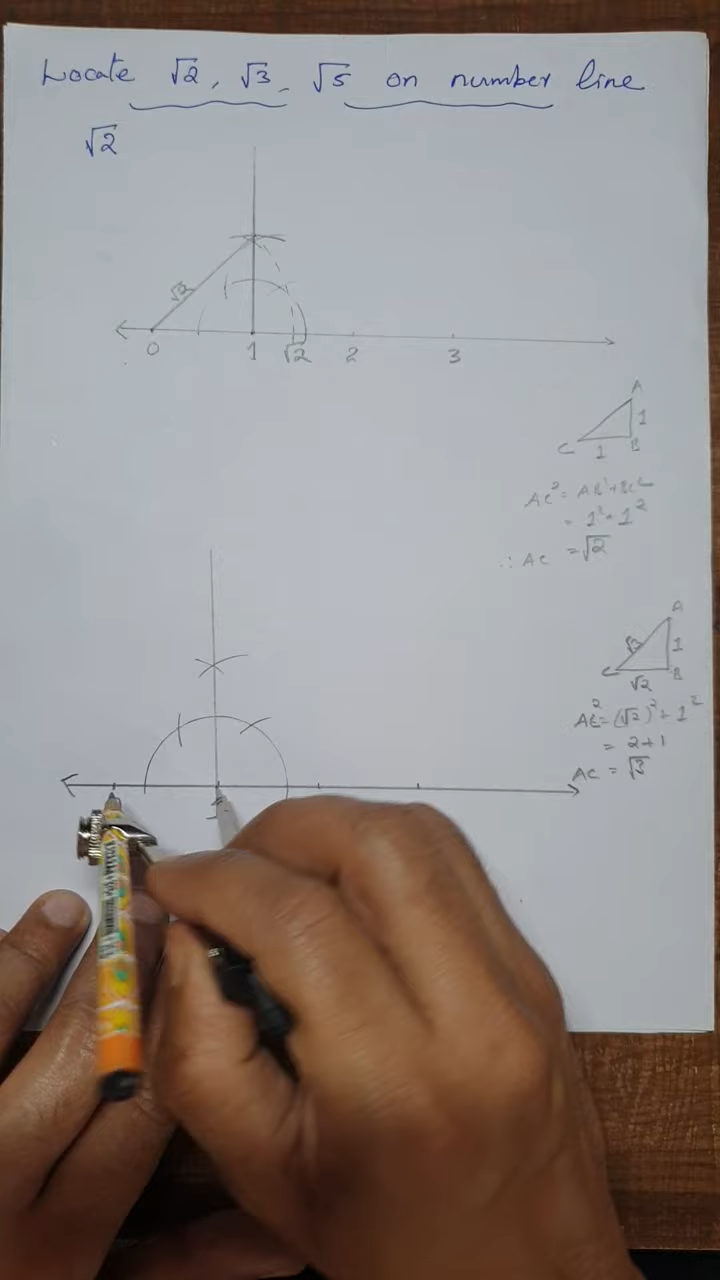 Locate √2, √3, √5 on number line
√2
√2
0 1 √2 2 3
A
1
C 1 B
AC² = AB² + BC²
= 1² + 1²
∴ AC = √2
A
√3 1
C √2 B
AC² = (√2)² + 1²
= 2+1
AC = √3